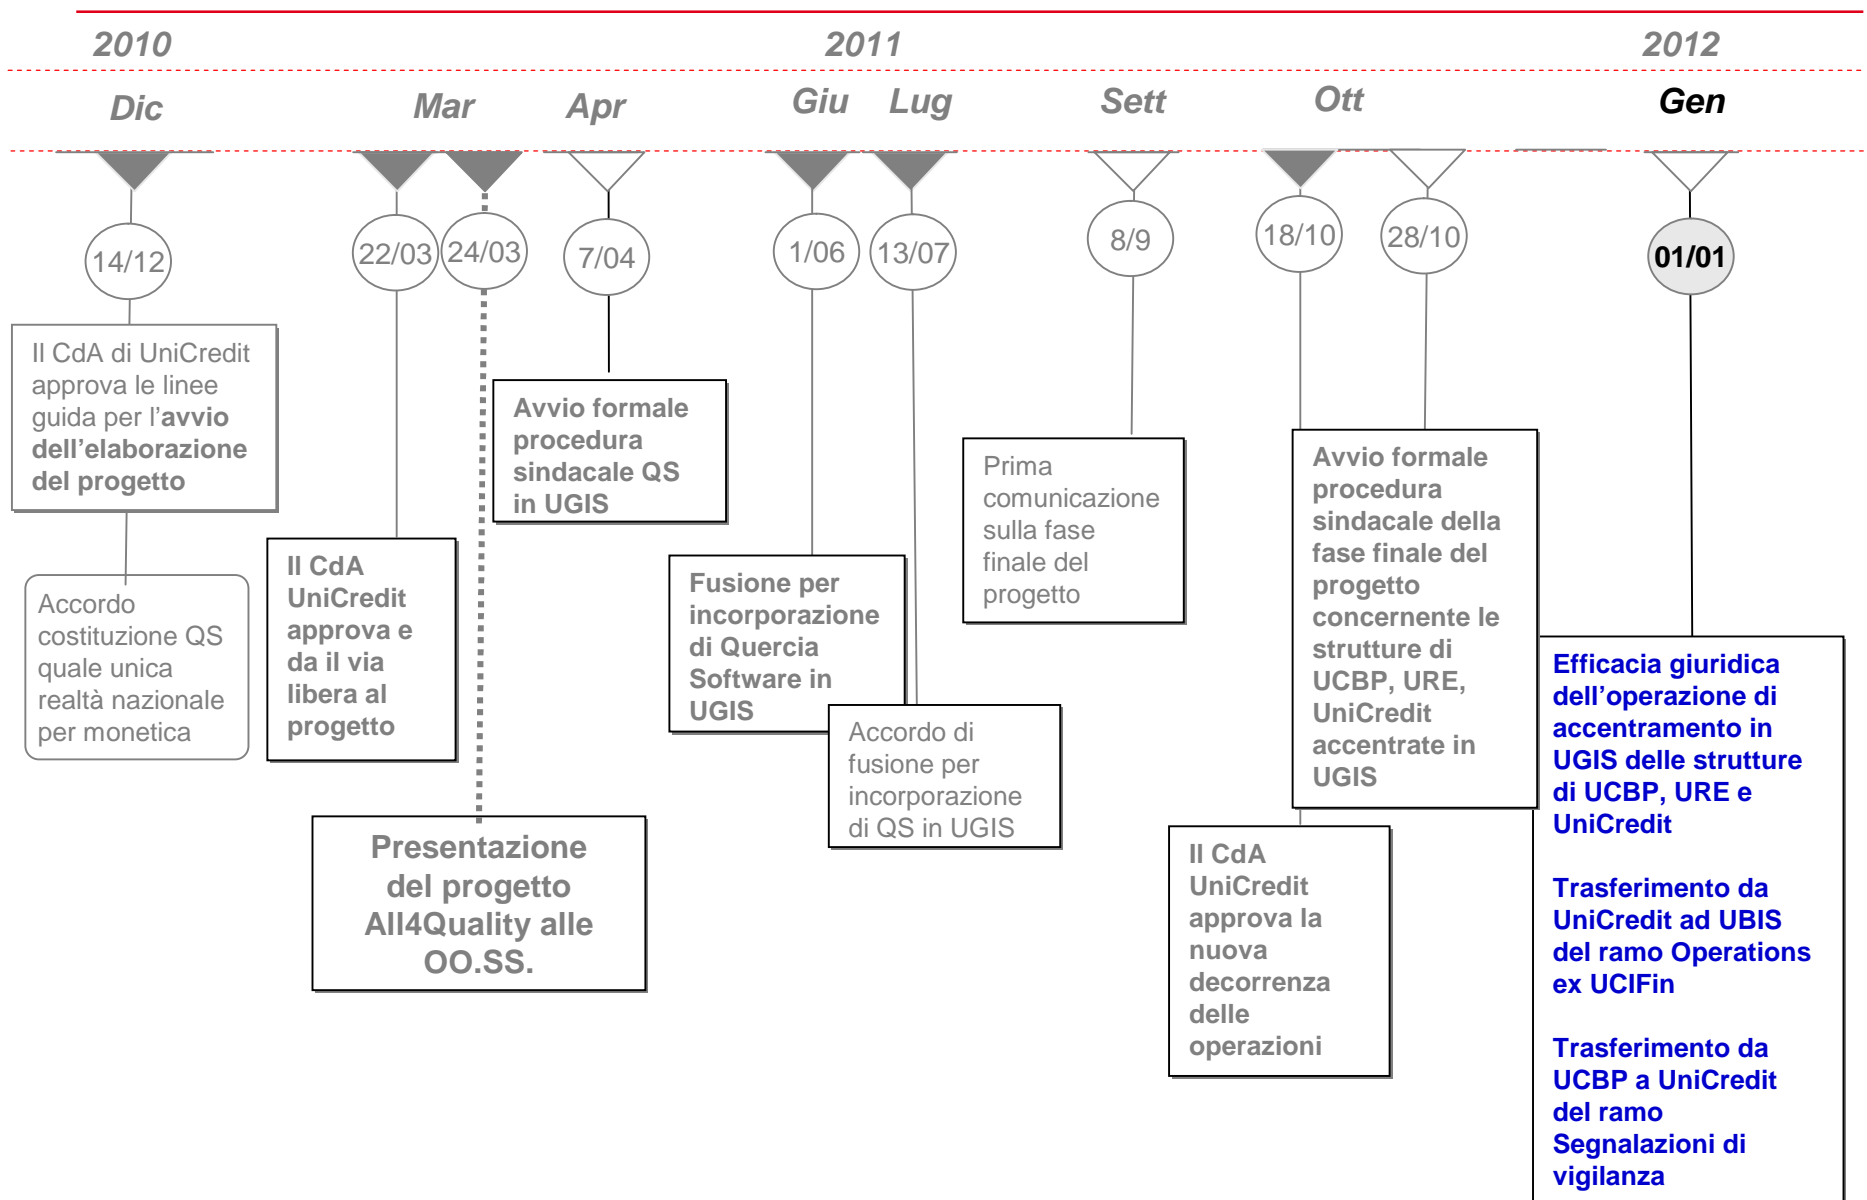 2010
2011
2012
Dic
Mar
Apr
Giu
Lug
Sett
Ott
Gen
14/12
22/03
24/03
7/04
1/06
13/07
8/9
18/10
28/10
01/01
Il CdA di UniCredit
approva le linee
guida per l'avvio
dell'elaborazione
del progetto
Accordo
costituzione QS
quale unica
realtà nazionale
per monetica
Il CdA
UniCredit
approva e
da il via
libera al
progetto
Presentazione
del progetto
All4Quality alle
OO.SS.
Avvio formale
procedura
sindacale QS
in UGIS
Fusione per
incorporazione
di Quercia
Software in
UGIS
Accordo di
fusione per
incorporazione
di QS in UGIS
Prima
comunicazione
sulla fase
finale del
progetto
Il CdA
UniCredit
approva la
nuova
decorrenza
delle
operazioni
Avvio formale
procedura
sindacale della
fase finale del
progetto
concernente le
strutture di
UCBP, URE,
UniCredit
accentrate in
UGIS
Efficacia giuridica
dell'operazione di
accentramento in
UGIS delle strutture
di UCBP, URE e
UniCredit
Trasferimento da
UniCredit ad UBIS
del ramo Operations
ex UCIFin
Trasferimento da
UCBP a UniCredit
del ramo
Segnalazioni di
vigilanza